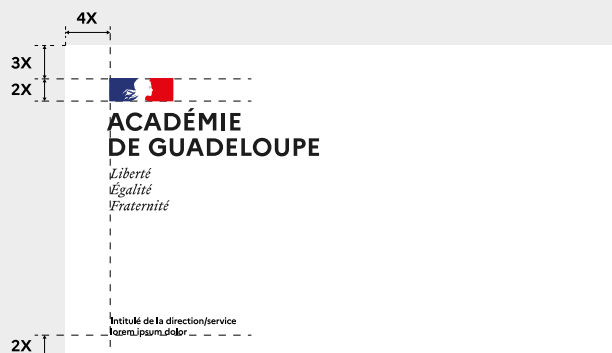 4X
3X
2X
ACADÉMIE
DE GUADELOUPE
Liberté
Égalité
Fraternité
Intitulé de la direction/service
lorem ipsum dolor
2X